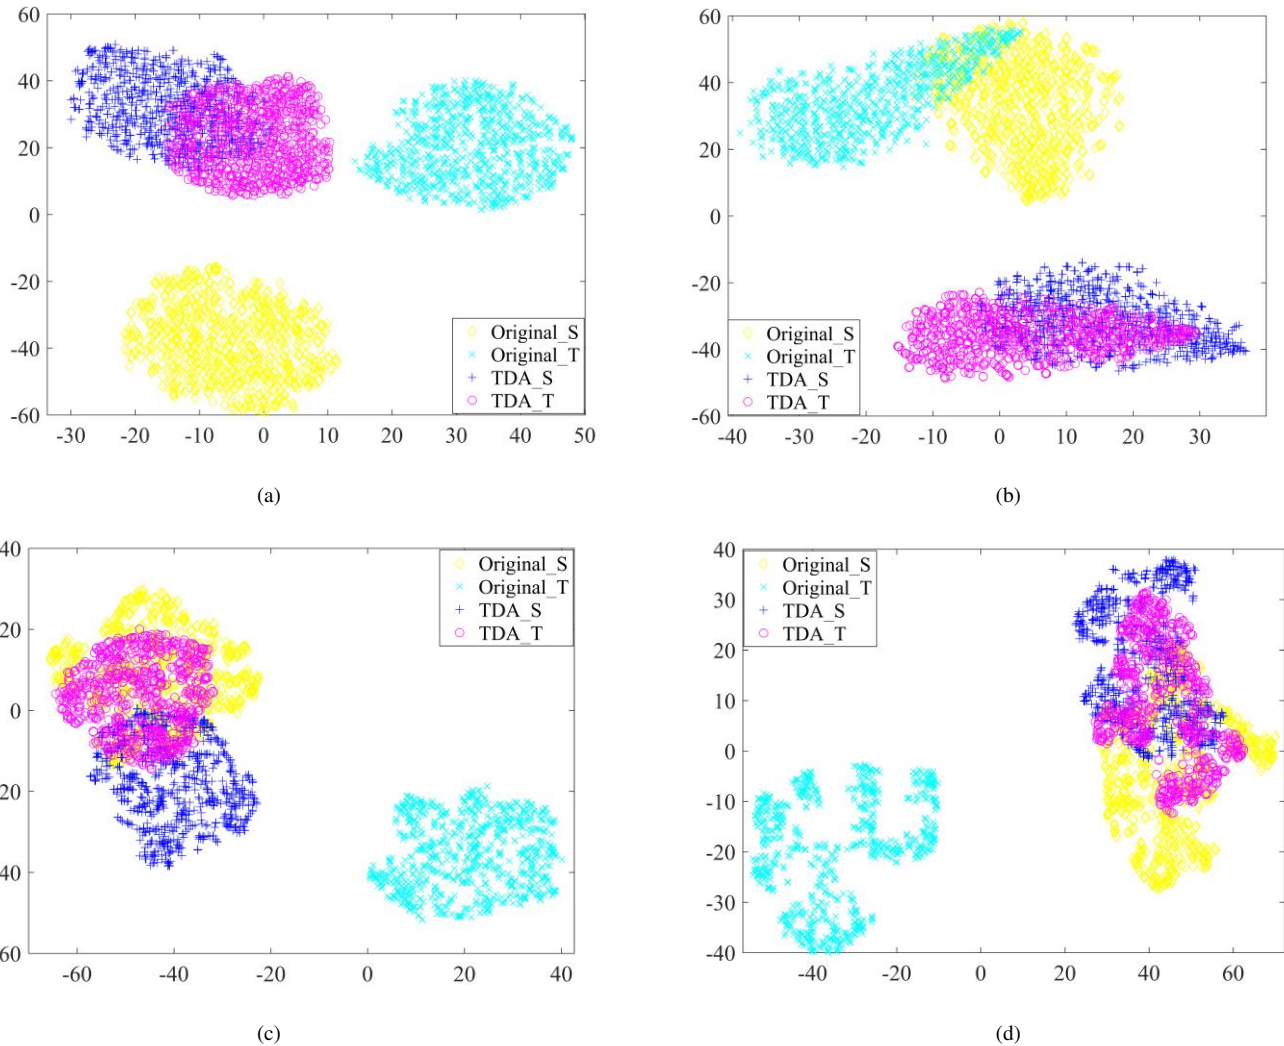 60
40
20
0
-20
-40
-60
-30 -20 -10 0 10 20 30 40 50
Original_S
Original_T
TDA_S
TDA_T
(a)
60
40
20
0
-20
-40
-60
-40 -30 -20 -10 0 10 20 30
Original_S
Original_T
TDA_S
TDA_T
(b)
40
20
0
20
40
60
-60 -40 -20 0 20 40
Original_S
Original_T
TDA_S
TDA_T
(c)
40
30
20
10
0
-10
-20
-30
-40
-40 -20 0 20 40 60
Original_S
Original_T
TDA_S
TDA_T
(d)